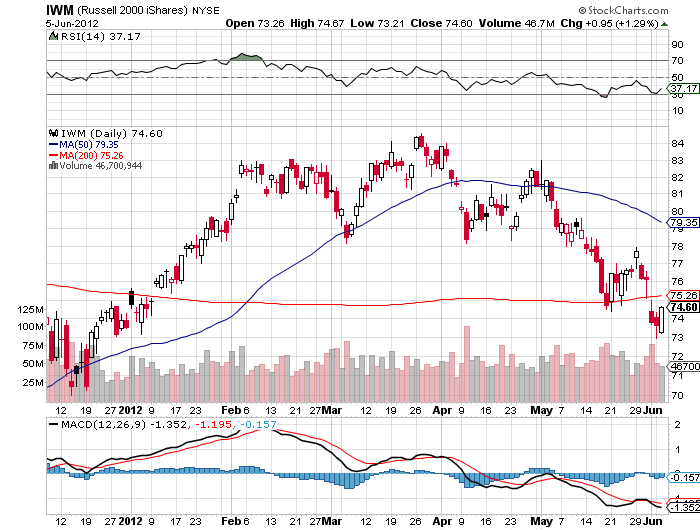 IWM (Russell 2000 iShares) NYSE
© StockCharts.com
5-Jun-2012
Open 73.26 High 74.67 Low 73.21 Close 74.60 Volume 46.7M Chg +0.95 (+1.29%)
RSI(14) 37.17
90
70
50
37.17
30
10
IWM (Daily) 74.60
MA(50) 79.35
MA(200) 75.26
Volume 46,700,944
84
83
82
81
80
79.35
79
78
77
76
75.26
74.60
74
73
72
71
70
125M
100M
75M
50M
25M
46700
12 19 27 2012 9 17 23 Feb 6 13 21 27 Mar 12 19 26 Apr 9 16 23 May 7 14 21 29 Jun
MACD(12,26,9) -1.352, -1.195, -0.157
2
1
0
-0.157
-1.352
12 19 27 2012 9 17 23 Feb 6 13 21 27 Mar 12 19 26 Apr 9 16 23 May 7 14 21 29 Jun